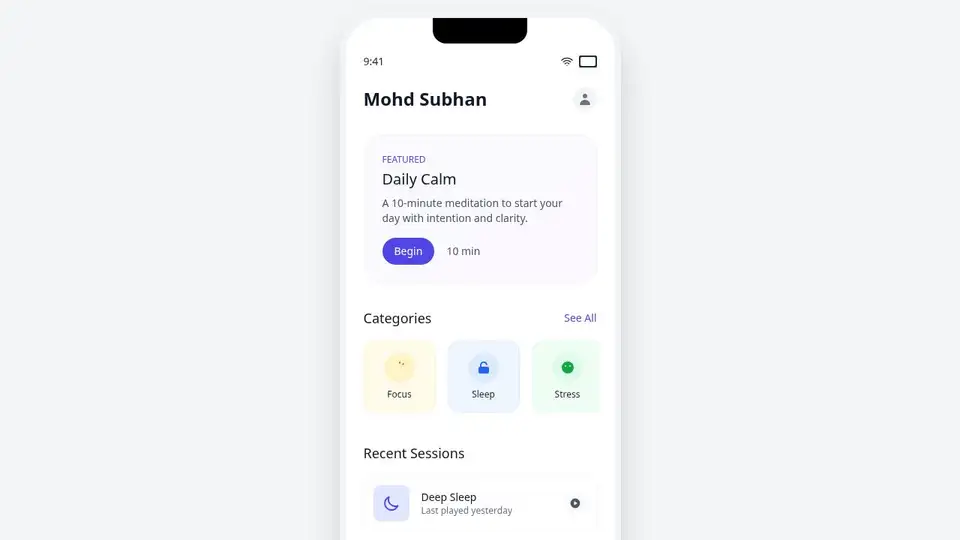 9:41
Mohd Subhan
FEATURED
Daily Calm
A 10-minute meditation to start your
day with intention and clarity.
Begin
10 min
Categories
See All
Focus
Sleep
Stress
Recent Sessions
Deep Sleep
Last played yesterday